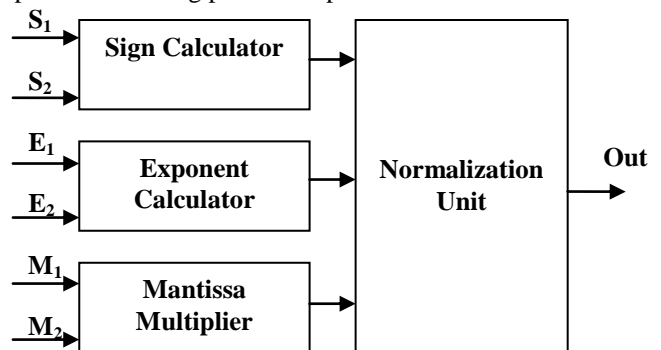 S₁
Sign Calculator
S₂
E₁
Exponent
Calculator
E₂
M₁
Mantissa
Multiplier
M₂
Normalization
Unit
Out